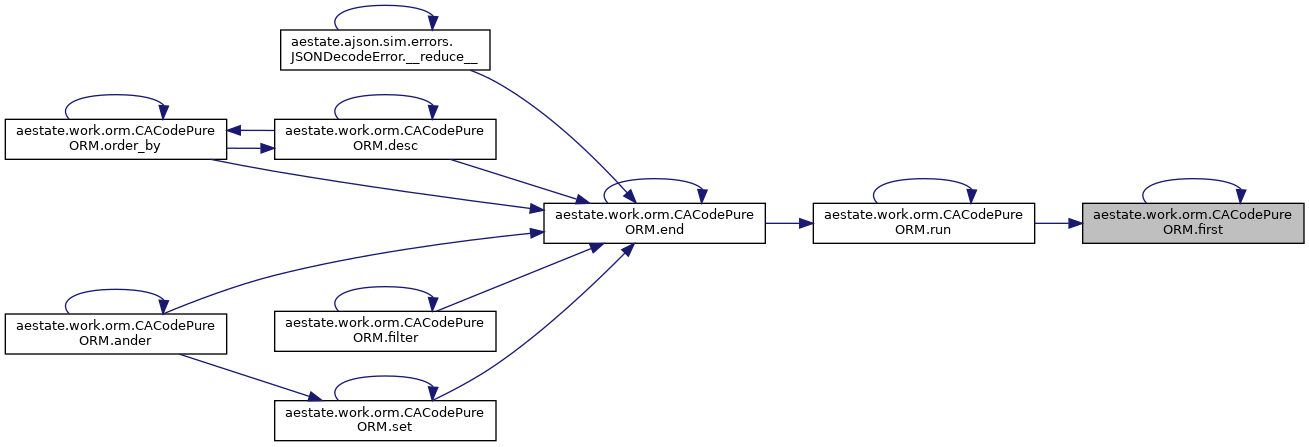 aestate.ajson.sim.errors.
JSONDecodeError.__reduce__
aestate.work.orm.CACodePure
ORM.order_by
aestate.work.orm.CACodePure
ORM.desc
aestate.work.orm.CACodePure
ORM.end
aestate.work.orm.CACodePure
ORM.run
aestate.work.orm.CACodePure
ORM.first
aestate.work.orm.CACodePure
ORM.ander
aestate.work.orm.CACodePure
ORM.filter
aestate.work.orm.CACodePure
ORM.set